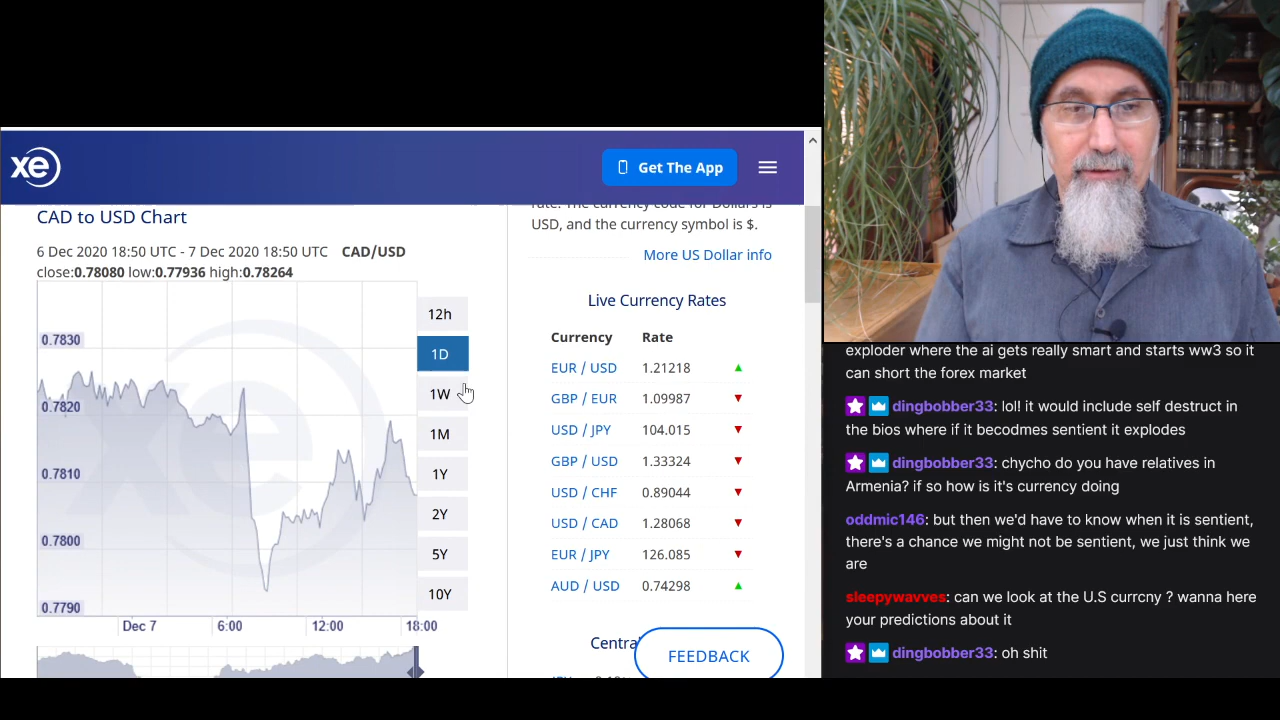 xe
Get The App
CAD to USD Chart
6 Dec 2020 18:50 UTC - 7 Dec 2020 18:50 UTC CAD/USD
close:0.78080 low:0.77936 high:0.78264
0.7830
0.7820
0.7810
0.7800
0.7790
Dec 7 6:00 12:00 18:00
12h
1D
1W
1M
1Y
2Y
5Y
10Y
rate. The currency code for Dollars is
USD, and the currency symbol is $.
More US Dollar info
Live Currency Rates
Currency Rate
EUR / USD 1.21218
GBP / EUR 1.09987
USD / JPY 104.015
GBP / USD 1.33324
USD / CHF 0.89044
USD / CAD 1.28068
EUR / JPY 126.085
AUD / USD 0.74298
FEEDBACK
exploder where the ai gets really smart and starts ww3 so it
can short the forex market
dingbobber33: lol! it would include self destruct in
the bios where if it becodmes sentient it explodes
dingbobber33: chycho do you have relatives in
Armenia? if so how is it's currency doing
oddmic146: but then we'd have to know when it is sentient,
there's a chance we might not be sentient, we just think we
are
sleepywavves: can we look at the U.S currcny ? wanna here
your predictions about it
dingbobber33: oh shit